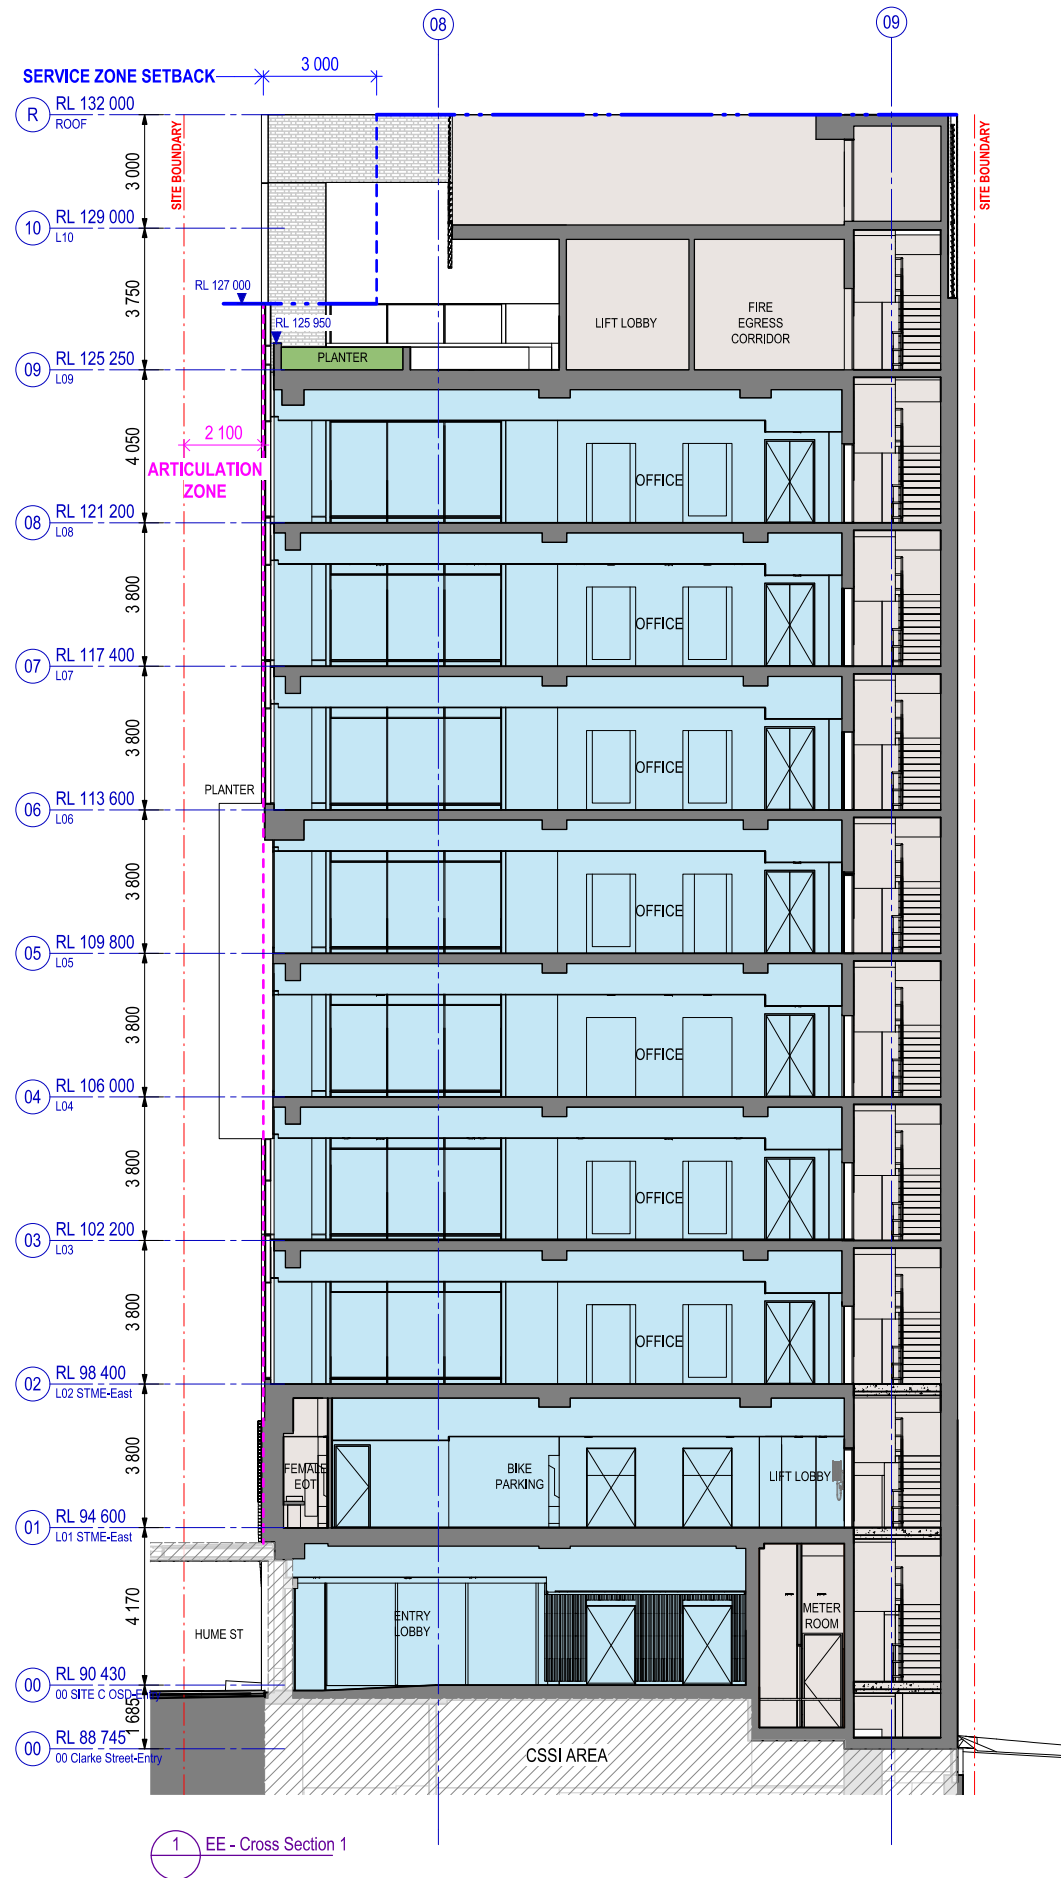 08
09
SERVICE ZONE SETBACK
3 000
R
RL 132 000
ROOF
SITE BOUNDARY
SITE BOUNDARY
3 000
10
RL 129 000
L10
RL 127 000
3 750
RL 125 950
LIFT LOBBY
FIRE
EGRESS
CORRIDOR
PLANTER
09
RL 125 250
L09
2 100
4 050
ARTICULATION
ZONE
OFFICE
08
RL 121 200
L08
3 800
OFFICE
07
RL 117 400
L07
3 800
OFFICE
PLANTER
06
RL 113 600
L06
3 800
OFFICE
05
RL 109 800
L05
3 800
OFFICE
04
RL 106 000
L04
3 800
OFFICE
03
RL 102 200
L03
3 800
OFFICE
02
RL 98 400
L02 STME-East
3 800
FEMALE
EOT
BIKE
PARKING
LIFT LOBBY
01
RL 94 600
L01 STME-East
4 170
HUME ST
ENTRY
LOBBY
METER
ROOM
00
RL 90 430
00 SITE C OSD-Entry
1 685
00
RL 88 745
00 Clarke Street-Entry
CSSI AREA
1
EE - Cross Section 1